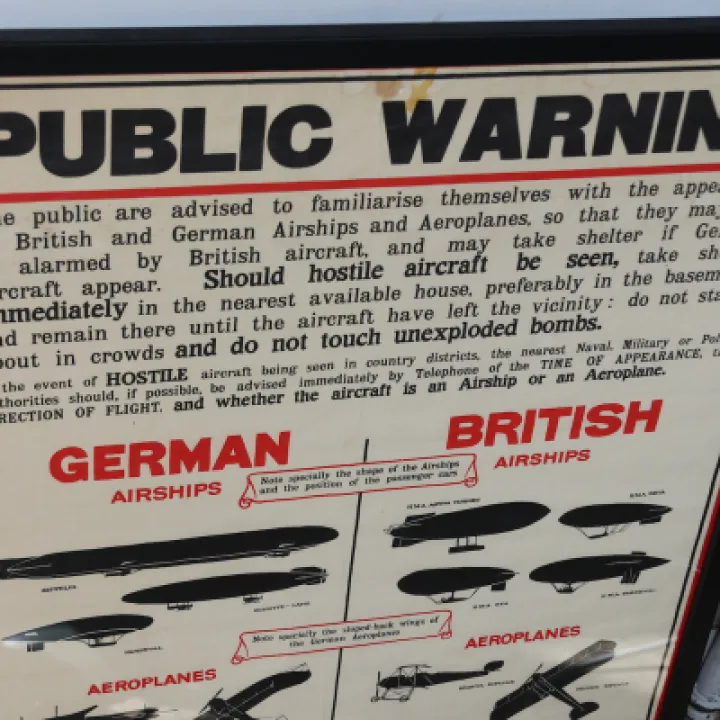 PUBLIC WARNIN
e public are advised to familiarise themselves with the appe
British and German Airships and Aeroplanes, so that they may
alarmed by British aircraft, and may take shelter if Ge
rcraft appear. Should hostile aircraft be seen, take sh
mmediately in the nearest available house, preferably in the basem
nd remain there until the aircraft have left the vicinity: do not sta
bout in crowds and do not touch unexploded bombs.
the event of HOSTILE aircraft being seen in country districts, the nearest Naval, Military or Pol
thorities should, if possible, be advised immediately by Telephone of the TIME OF APPEARANCE, t
RECTION OF FLIGHT, and whether the aircraft is an Airship or an Aeroplane.
GERMAN
AIRSHIPS
Note specially the shape of the Airships
and the position of the passenger cars
BRITISH
AIRSHIPS
Note specially the sloped-back wings of
the German Aeroplanes
AEROPLANES
AEROPLANES